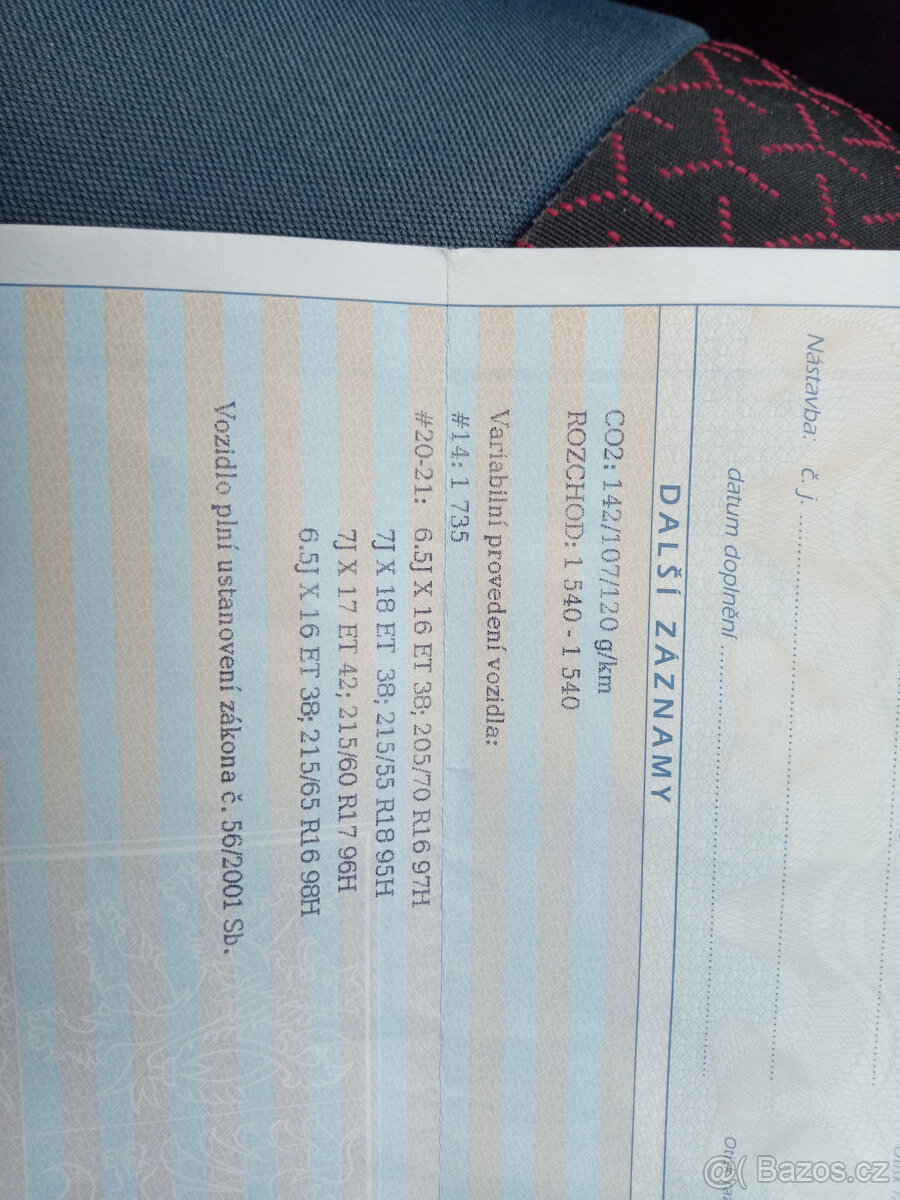 Nástavba: č. j.
datum doplnění
DALŠÍ ZÁZNAMY
CO2: 142/107/120 g/km
ROZCHOD: 1 540 - 1 540
Variabilní provedení vozidla:
#14: 1 735
#20-21: 6.5J X 16 ET 38; 205/70 R16 97H
7J X 18 ET 38; 215/55 R18 95H
7J X 17 ET 42; 215/60 R17 96H
6.5J X 16 ET 38; 215/65 R16 98H
Vozidlo plní ustanovení zákona č. 56/2001 Sb.
Bazos.cz